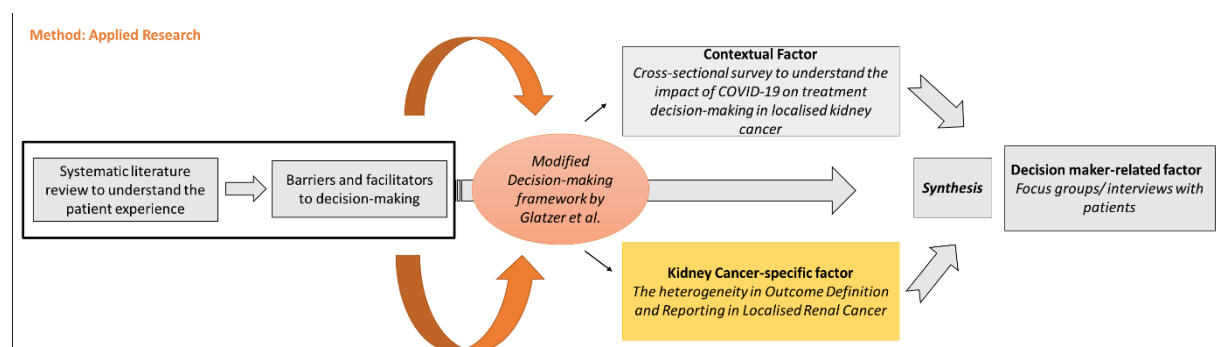 Method: Applied Research
Systematic literature
review to understand the
patient experience
Barriers and facilitators
to decision-making
Modified
Decision-making
framework by
Glatzer et al.
Contextual Factor
Cross-sectional survey to understand the
impact of COVID-19 on treatment
decision-making in localised kidney
cancer
Kidney Cancer-specific factor
The heterogeneity in Outcome Definition
and Reporting in Localised Renal Cancer
Synthesis
Decision maker-related factor
Focus groups/ interviews with
patients